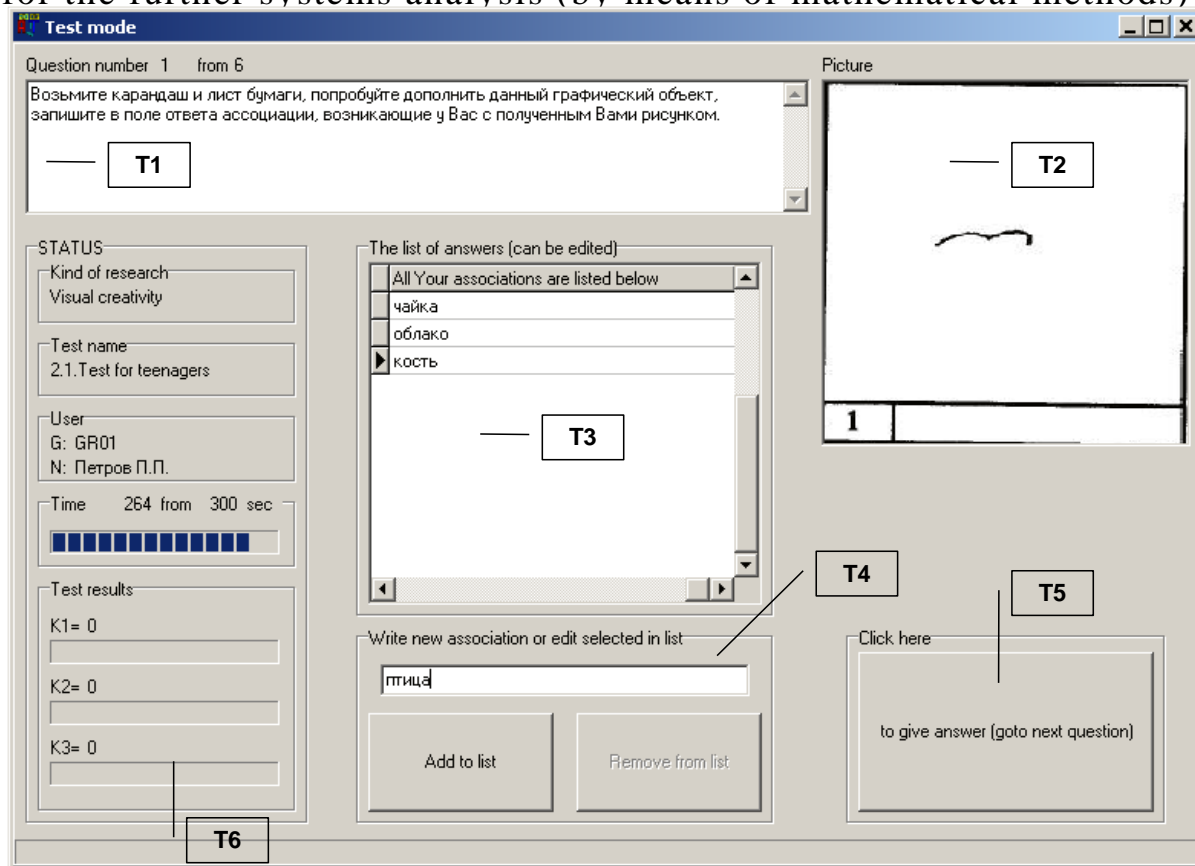 for the further systems analysis (by means of mathematical methods)
Test mode
Question number 1 from 6
Возьмите карандаш и лист бумаги, попробуйте дополнить данный графический объект,
запишите в поле ответа ассоциации, возникающие у Вас с полученным Вами рисунком.
T1
Picture
T2
1
STATUS
Kind of research
Visual creativity
Test name
2.1.Test for teenagers
User
G: GR01
N: Петров П.П.
Time 264 from 300 sec
Test results
K1= 0
K2= 0
K3= 0
T6
The list of answers (can be edited)
All Your associations are listed below
чайка
облако
кость
T3
T4
Write new association or edit selected in list
птица
Add to list
Remove from list
T5
Click here
to give answer (goto next question)